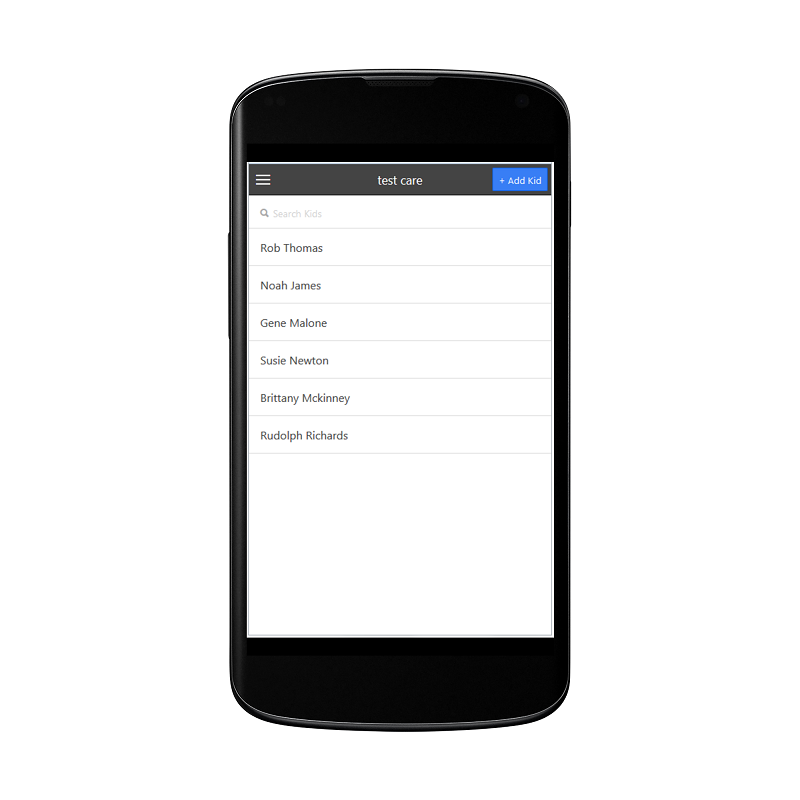 test care
+ Add Kid
Search Kids
Rob Thomas
Noah James
Gene Malone
Susie Newton
Brittany Mckinney
Rudolph Richards